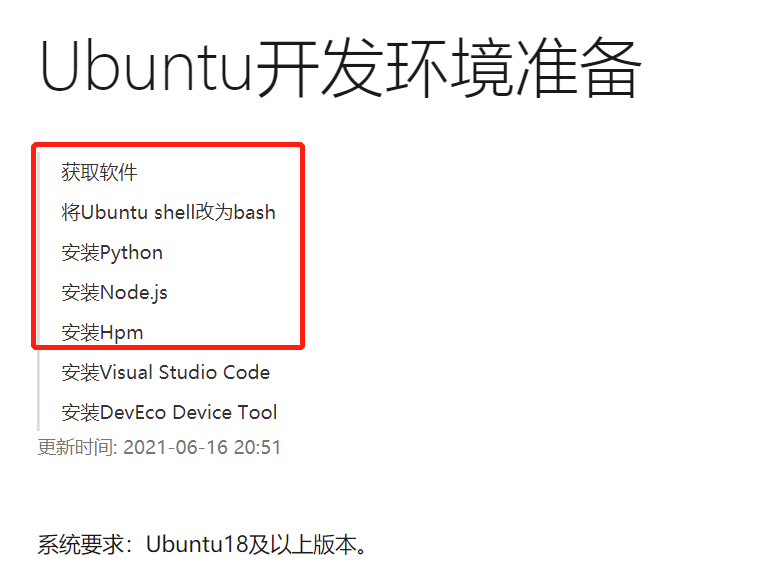 Ubuntu开发环境准备
获取软件
将Ubuntu shell改为bash
安装Python
安装Node.js
安装Hpm
安装Visual Studio Code
安装DevEco Device Tool
更新时间: 2021-06-16 20:51
系统要求：Ubuntu18及以上版本。